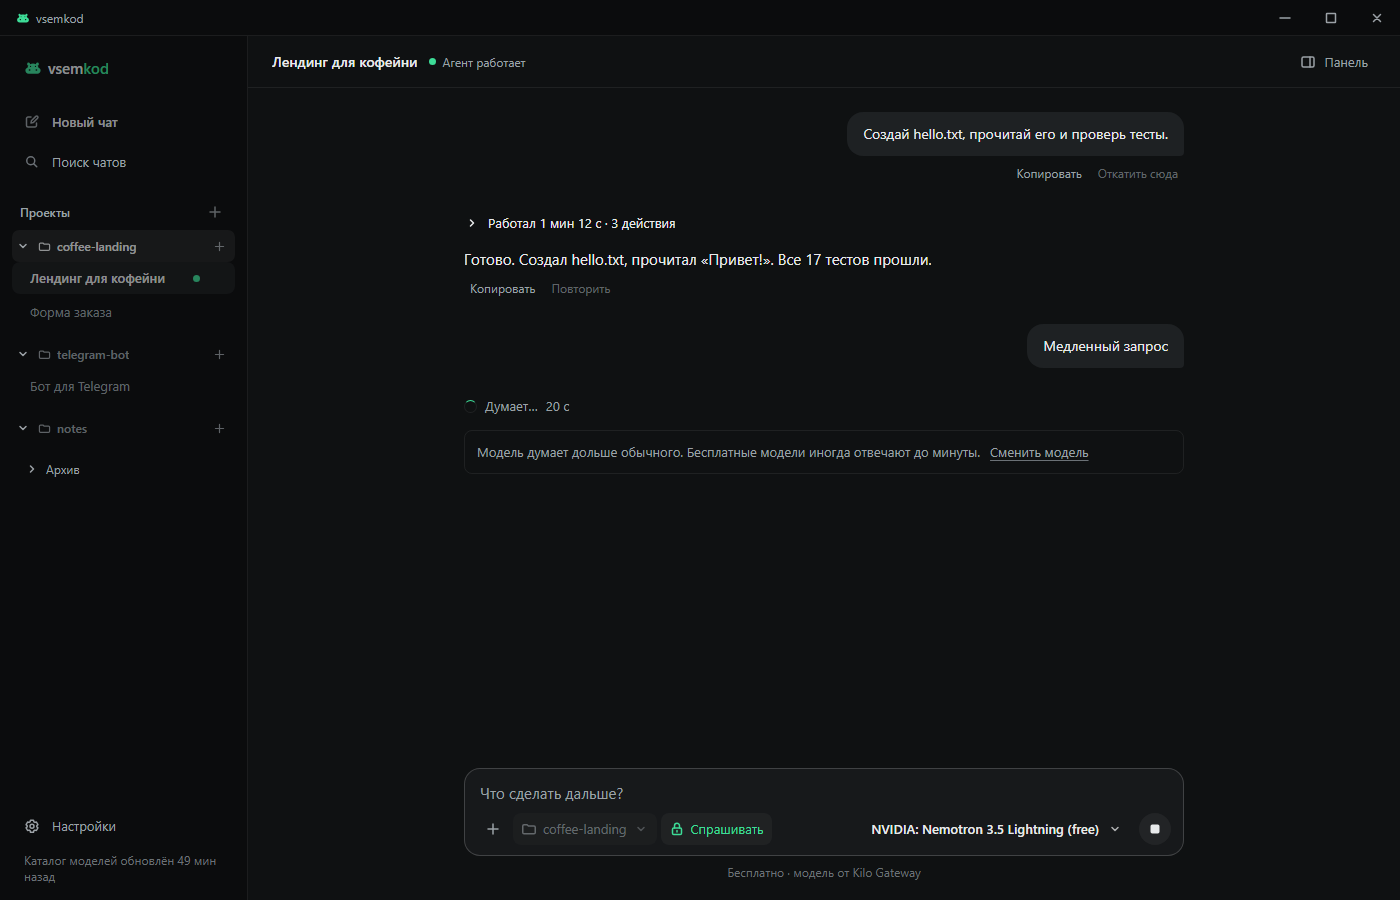 vsemkod
vsemkod
Новый чат
Поиск чатов
Проекты
coffee-landing
Лендинг для кофейни
Форма заказа
telegram-bot
Бот для Telegram
notes
Архив
Настройки
Каталог моделей обновлён 49 мин
назад
Лендинг для кофейни Агент работает
Панель
Создай hello.txt, прочитай его и проверь тесты.
Копировать Откатить сюда
Работал 1 мин 12 с · 3 действия
Готово. Создал hello.txt, прочитал «Привет!». Все 17 тестов прошли.
Копировать Повторить
Медленный запрос
Думает... 20 с
Модель думает дольше обычного. Бесплатные модели иногда отвечают до минуты. Сменить модель
Что сделать дальше?
coffee-landing Спрашивать NVIDIA: Nemotron 3.5 Lightning (free)
Бесплатно · модель от Kilo Gateway